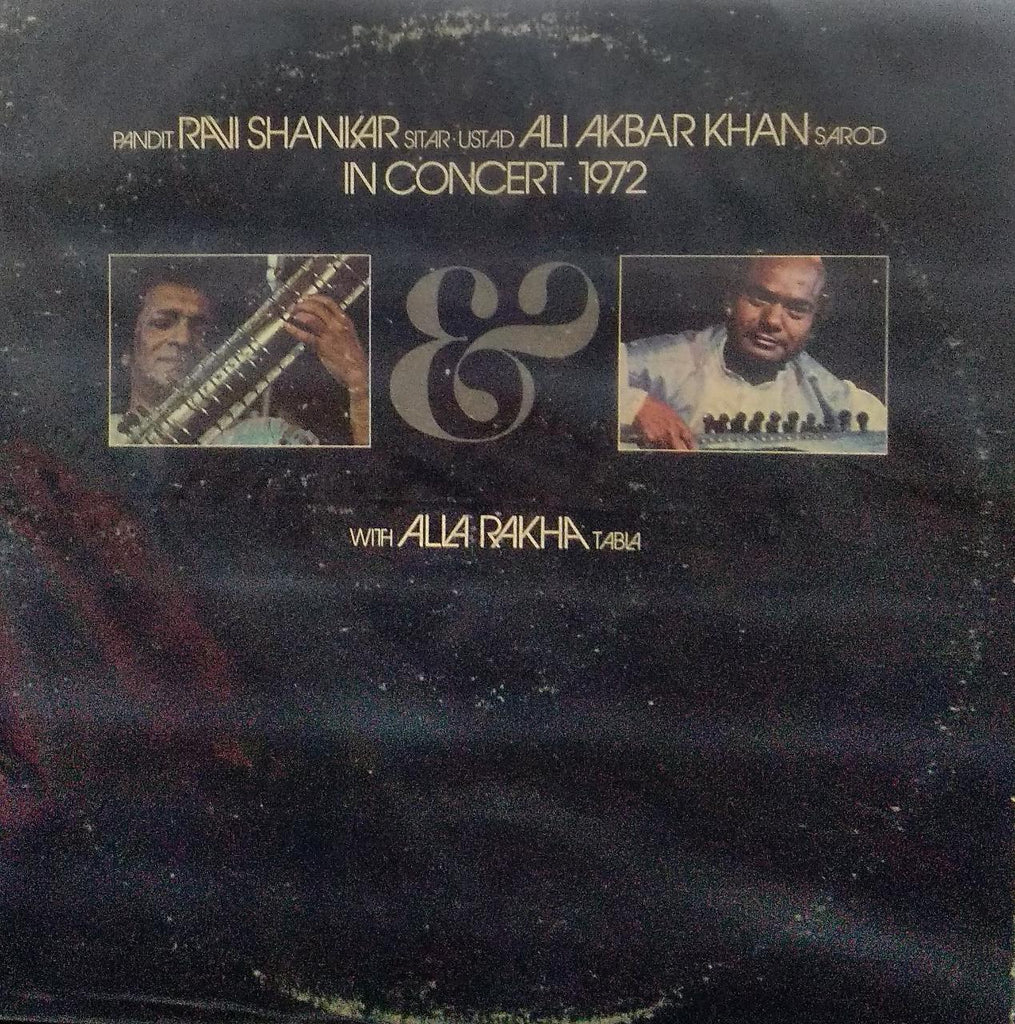 PANDIT RAVI SHANKAR SITAR · USTAD ALI AKBAR KHAN SAROD
IN CONCERT · 1972
&
WITH ALLA RAKHA TABLA